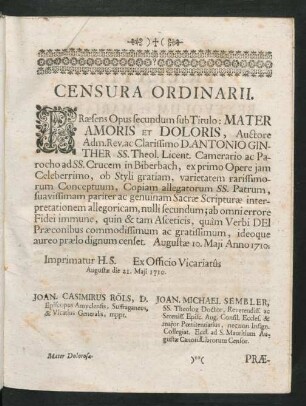 )✝(
CENSURA ORDINARII.
PRæsens Opus secundum sub Titulo: MATER
AMORIS ET DOLORIS, Auctore
Adm. Rev. ac Clarissimo D. ANTONIO GIN-
THER SS. Theol. Licent. Camerario ac Pa-
rocho ad SS. Crucem in Biberbach, ex primo Opere jam
Celeberrimo, ob Styli gratiam, varietatem rarissimo-
rum Conceptuum, Copiam allegatorum SS. Patrum,
suavissimam pariter ac genuinam Sacræ Scripturæ inter-
pretationem allegoricam, nulli secundum; ab omni errore
Fidei immune, quin & tam Asceticis, quàm Verbi DEI
Præconibus commodissimum ac gratissimum, ideoque
aureo prælo dignum censet. Augustæ 10. Maji Anno 1710.
Imprimatur H.S. Ex Officio Vicariatûs
Augustæ die 21. Maji 1710.
JOAN. CASIMIRUS RÖLS, D.
Episcopus Amyclensis, Suffraganeus,
& Vicarius Generalis, mppr.
JOAN. MICHAEL SEMBLER,
SS. Theolog. Doctor, Reverendiss. ac
Sereniss. Episc. Aug. Consil. Eccles. &
major Pœnitentiarius, necnon Insign.
Collegiat. Eccl. ad S. Mauritium Au-
gustæ Canon. Librorum Censor.
Mater Dolorosa.
)(
PRÆ-